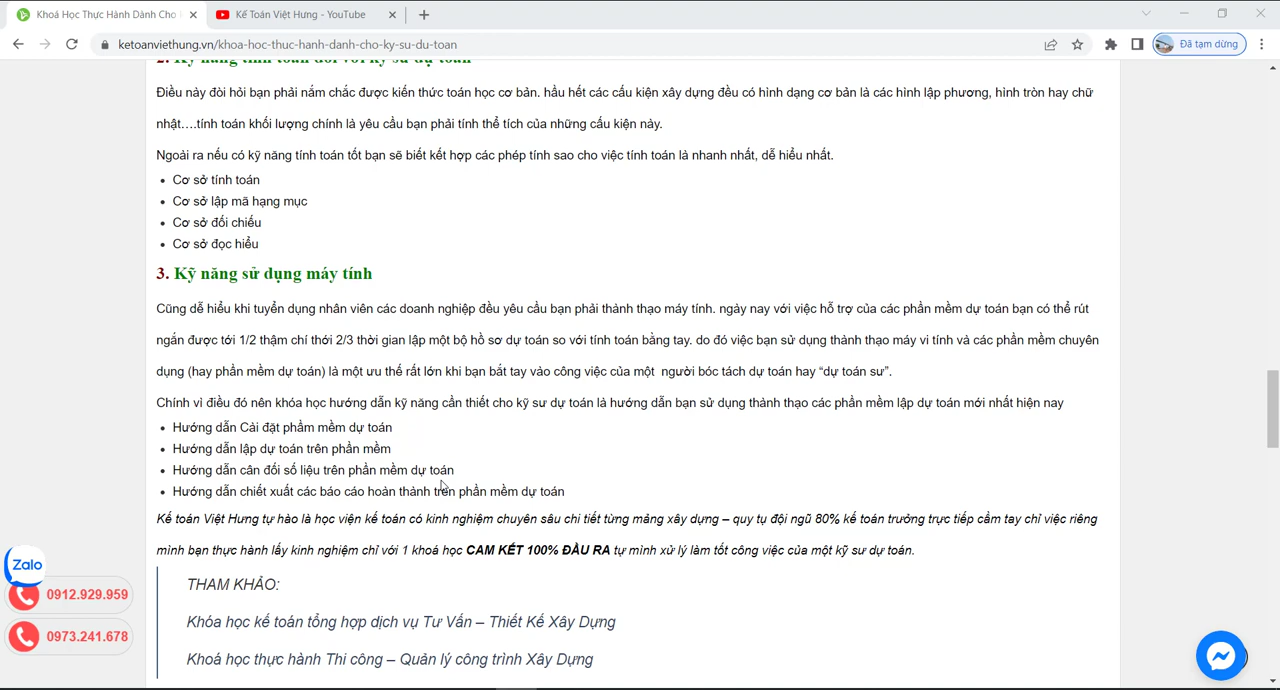 Khoá Học Thực Hành Dành Cho
Kế Toán Việt Hưng - YouTube
ketoanviethung.vn/khoa-hoc-thuc-hanh-danh-cho-ky-su-du-toan
Đã tạm dừng
2. Kỹ năng tính toán đối với kỹ sư dự toán
Điều này đòi hỏi bạn phải nắm chắc được kiến thức toán học cơ bản. hầu hết các cấu kiện xây dựng đều có hình dạng cơ bản là các hình lập phương, hình tròn hay chữ
nhật….tính toán khối lượng chính là yêu cầu bạn phải tính thể tích của những cấu kiện này.
Ngoài ra nếu có kỹ năng tính toán tốt bạn sẽ biết kết hợp các phép tính sao cho việc tính toán là nhanh nhất, dễ hiểu nhất.
• Cơ sở tính toán
• Cơ sở lập mã hạng mục
• Cơ sở đối chiếu
• Cơ sở đọc hiểu
3. Kỹ năng sử dụng máy tính
Cũng dễ hiểu khi tuyển dụng nhân viên các doanh nghiệp đều yêu cầu bạn phải thành thạo máy tính. ngày nay với việc hỗ trợ của các phần mềm dự toán bạn có thể rút
ngắn được tới 1/2 thậm chí thới 2/3 thời gian lập một bộ hồ sơ dự toán so với tính toán bằng tay. do đó việc bạn sử dụng thành thạo máy vi tính và các phần mềm chuyên
dụng (hay phần mềm dự toán) là một ưu thế rất lớn khi bạn bắt tay vào công việc của một người bóc tách dự toán hay “dự toán sư”.
Chính vì điều đó nên khóa học hướng dẫn kỹ năng cần thiết cho kỹ sư dự toán là hướng dẫn bạn sử dụng thành thạo các phần mềm lập dự toán mới nhất hiện nay
• Hướng dẫn Cải đặt phầm mềm dự toán
• Hướng dẫn lập dự toán trên phần mềm
• Hướng dẫn cân đối số liệu trên phần mềm dự toán
• Hướng dẫn chiết xuất các báo cáo hoàn thành trên phần mềm dự toán
Kế toán Việt Hưng tự hào là học viện kế toán có kinh nghiệm chuyên sâu chi tiết từng mảng xây dựng – quy tụ đội ngũ 80% kế toán trưởng trực tiếp cầm tay chỉ việc riêng
mình bạn thực hành lấy kinh nghiệm chỉ với 1 khoá học CAM KẾT 100% ĐẦU RA tự mình xử lý làm tốt công việc của một kỹ sư dự toán.
Zalo
0912.929.959
0973.241.678
THAM KHẢO:
Khóa học kế toán tổng hợp dịch vụ Tư Vấn – Thiết Kế Xây Dựng
Khoá học thực hành Thi công – Quản lý công trình Xây Dựng